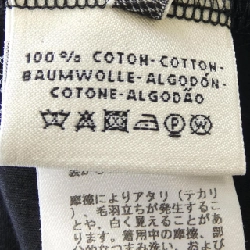 100% COTON-COTTON-
BAUMWOLLE-ALGODÓN-
COTONE-ALGODÃO
P W
摩擦によりアタリ（テカリ
）、毛羽立ちが発生するこ
とや、白く見えることがあ
ります。着用中の摩擦、部